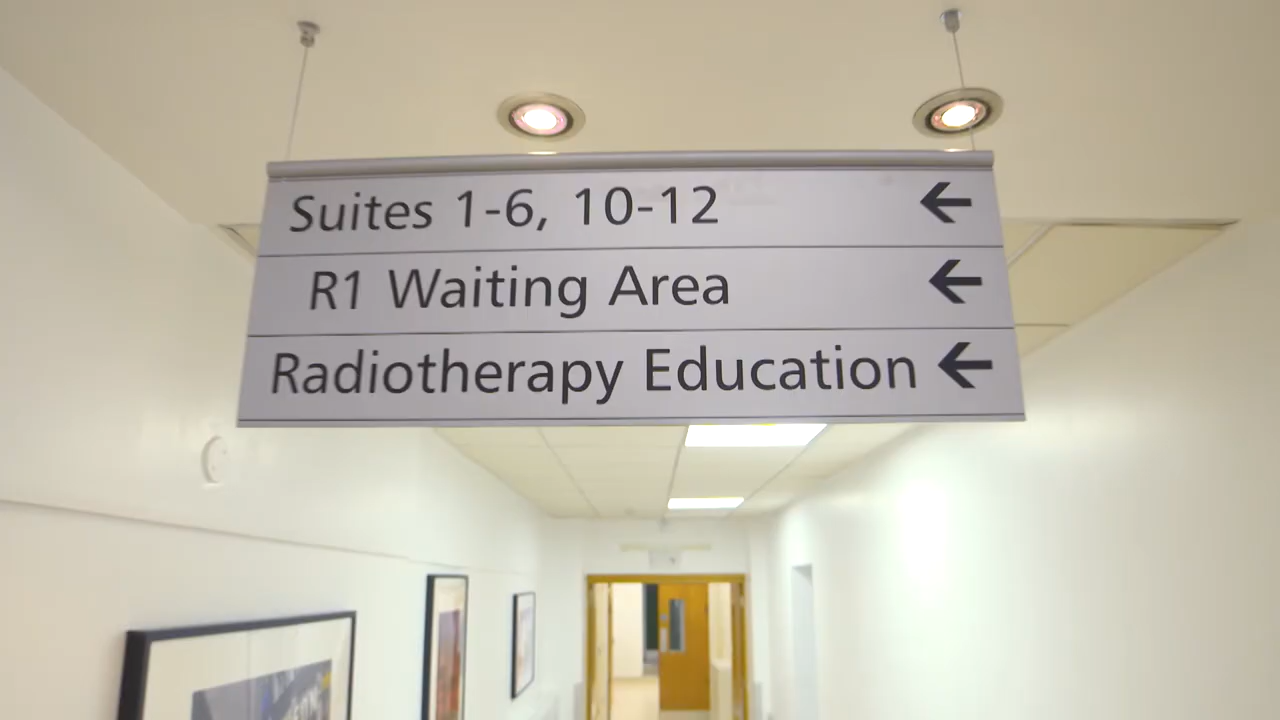 Suites 1-6, 10-12 ←
R1 Waiting Area ←
Radiotherapy Education ←